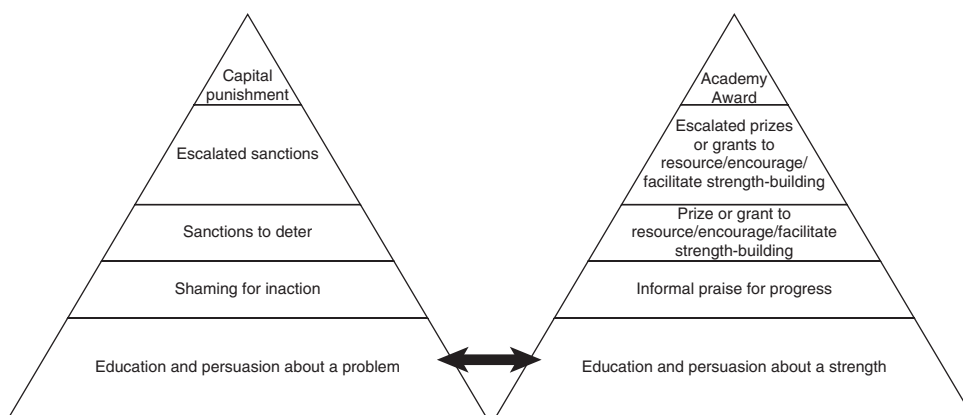 Capital
punishment
Escalated sanctions
Sanctions to deter
Shaming for inaction
Education and persuasion about a problem
Academy
Award
Escalated prizes
or grants to
resource/encourage/
facilitate strength-building
Prize or grant to
resource/encourage/facilitate
strength-building
Informal praise for progress
Education and persuasion about a strength